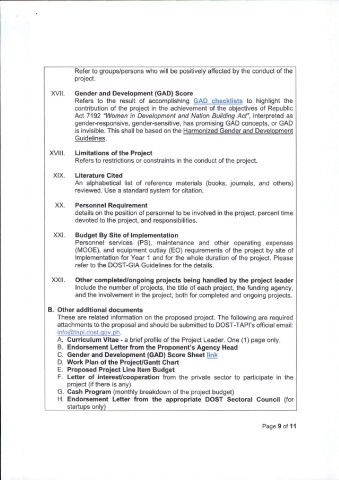 Refer to groups/persons who will be positively affected by the conduct of the
project.
XVII. Gender and Development (GAD) Score
Refers to the result of accomplishing GAD checklists to highlight the
contribution of the project in the achievement of the objectives of Republic
Act 7192 "Women in Development and Nation Building Act", interpreted as
gender-responsive, gender-sensitive, has promising GAD concepts, or GAD
is invisible. This shall be based on the Harmonized Gender and Development
Guidelines.
XVIII. Limitations of the Project
Refers to restrictions or constraints in the conduct of the project.
XIX. Literature Cited
An alphabetical list of reference materials (books, journals, and others)
reviewed. Use a standard system for citation.
XX. Personnel Requirement
details on the position of personnel to be involved in the project, percent time
devoted to the project, and responsibilities.
XXI. Budget By Site of Implementation
Personnel services (PS), maintenance and other operating expenses
(MOOE), and equipment outlay (EO) requirements of the project by site of
implementation for Year 1 and for the whole duration of the project. Please
refer to the DOST-GIA Guidelines for the details.
XXII. Other completed/ongoing projects being handled by the project leader
Include the number of projects, the title of each project, the funding agency,
and the involvement in the project, both for completed and ongoing projects.
B. Other additional documents
These are related information on the proposed project. The following are required
attachments to the proposal and should be submitted to DOST-TAPI's official email:
info@tapi.dost.gov.ph.
A. Curriculum Vitae - a brief profile of the Project Leader. One (1) page only.
B. Endorsement Letter from the Proponent's Agency Head
C. Gender and Development (GAD) Score Sheet link
D. Work Plan of the Project/Gantt Chart
E. Proposed Project Line Item Budget
F. Letter of interest/cooperation from the private sector to participate in the
project (if there is any)
G. Cash Program (monthly breakdown of the project budget)
H. Endorsement Letter from the appropriate DOST Sectoral Council (for
startups only)
Page 9 of 11